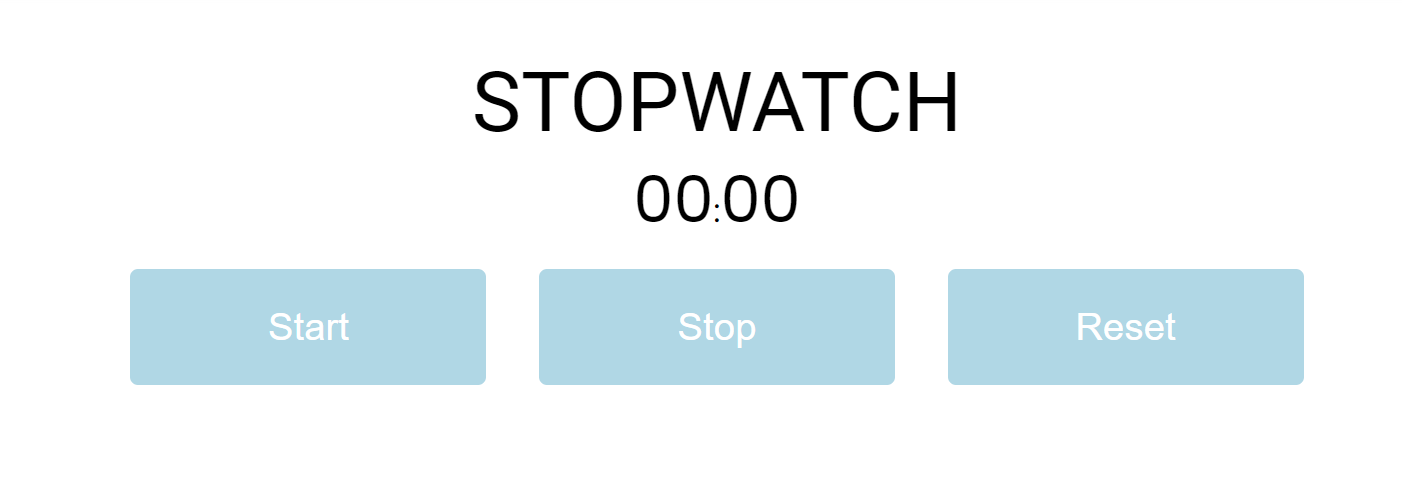 STOPWATCH
00:00
Start Stop Reset